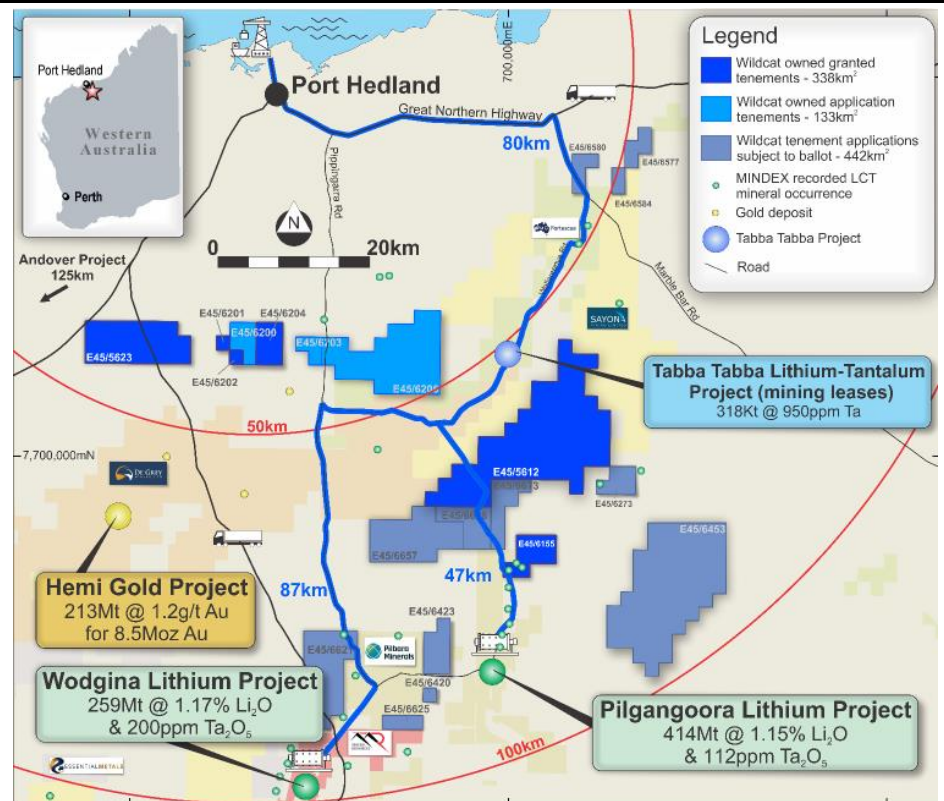 Port Hedland
Western
Australia
Perth
700,000mE
Port Hedland
Great Northern Highway
80km
Pippingarra Rd
N
0
20km
Legend
Wildcat owned granted
tenements - 338km²
Wildcat owned application
tenements - 133km²
Wildcat tenement applications
subject to ballot - 442km²
MINDEX recorded LCT
mineral occurrence
Gold deposit
Tabba Tabba Project
Road
E45/6580
E45/6577
E45/6584
Fortescue
Marble Bar Rd
Andover Project
125km
E45/6201
E45/6204
E45/6200
E45/6203
E45/5623
E45/6202
SAYONA
Tabba Tabba Lithium-Tantalum
Project (mining leases)
318Kt @ 950ppm Ta
50km
7,700,000mN
DE GREY
E45/5612
E45/6273
E45/6453
E45/6657
E45/6155
Hemi Gold Project
213Mt @ 1.2g/t Au
for 8.5Moz Au
87km
47km
E45/6423
Pilbara
Minerals
E45/6420
E45/6625
Wodgina Lithium Project
259Mt @ 1.17% Li₂O
& 200ppm Ta₂O₅
Pilgangoora Lithium Project
414Mt @ 1.15% Li₂O
& 112ppm Ta₂O₅
ESSENTIALMETALS
100km